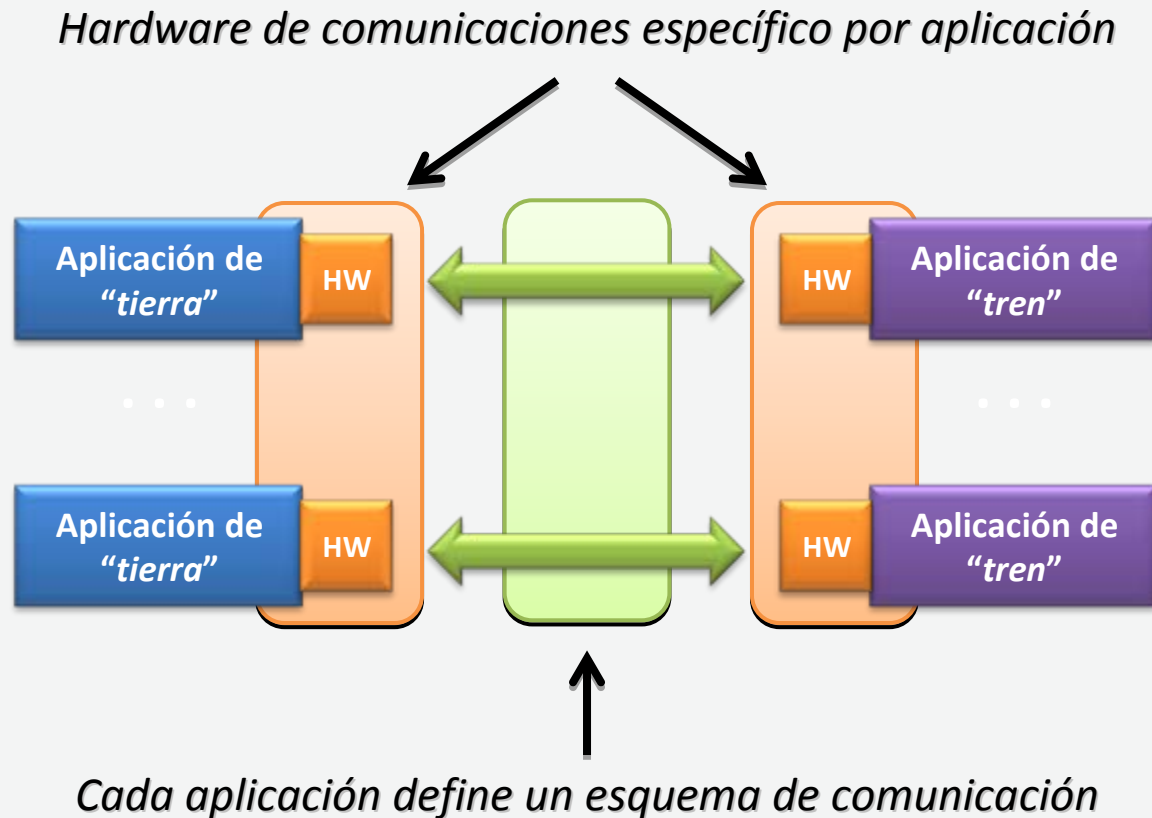 Hardware de comunicaciones específico por aplicación
Aplicación de
“tierra”
HW
HW
Aplicación de
“tren”
. . .
. . .
Aplicación de
“tierra”
HW
HW
Aplicación de
“tren”
Cada aplicación define un esquema de comunicación